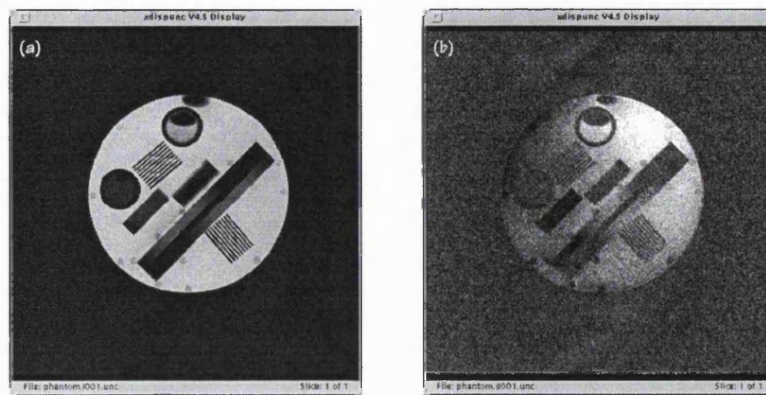 xdispunc V4.5 Display
(a)
File: phantom.i001.unc Slice: 1 of 1
xdispunc V4.5 Display
(b)
File: phantom.d001.unc Slice: 1 of 1